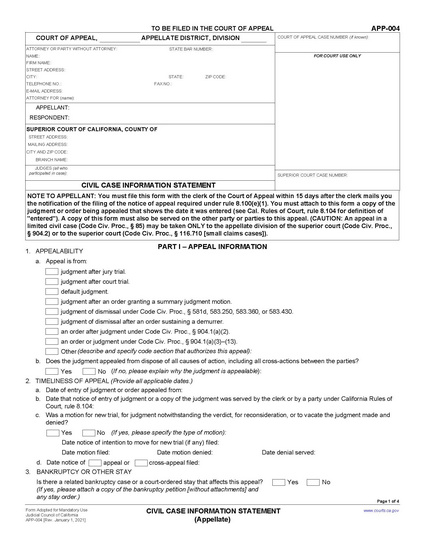 TO BE FILED IN THE COURT OF APPEAL
APP-004
COURT OF APPEAL, APPELLATE DISTRICT, DIVISION
COURT OF APPEAL CASE NUMBER (if known):
ATTORNEY OR PARTY WITHOUT ATTORNEY: STATE BAR NUMBER:
NAME:
FOR COURT USE ONLY
FIRM NAME:
STREET ADDRESS:
CITY: STATE: ZIP CODE:
TELEPHONE NO.: FAX NO.:
E-MAIL ADDRESS:
ATTORNEY FOR (name):
APPELLANT:
RESPONDENT:
SUPERIOR COURT OF CALIFORNIA, COUNTY OF
STREET ADDRESS:
MAILING ADDRESS:
CITY AND ZIP CODE:
BRANCH NAME:
JUDGES (all who
participated in case):
SUPERIOR COURT CASE NUMBER:
CIVIL CASE INFORMATION STATEMENT
NOTE TO APPELLANT: You must file this form with the clerk of the Court of Appeal within 15 days after the clerk mails you
the notification of the filing of the notice of appeal required under rule 8.100(e)(1). You must attach to this form a copy of the
judgment or order being appealed that shows the date it was entered (see Cal. Rules of Court, rule 8.104 for definition of
"entered"). A copy of this form must also be served on the other party or parties to this appeal. (CAUTION: An appeal in a
limited civil case (Code Civ. Proc., § 85) may be taken ONLY to the appellate division of the superior court (Code Civ. Proc.,
§ 904.2) or to the superior court (Code Civ. Proc., § 116.710 [small claims cases]).
PART I – APPEAL INFORMATION
1. APPEALABILITY
a. Appeal is from:
judgment after jury trial.
judgment after court trial.
default judgment.
judgment after an order granting a summary judgment motion.
judgment of dismissal under Code Civ. Proc., § 581d, 583.250, 583.360, or 583.430.
judgment of dismissal after an order sustaining a demurrer.
an order after judgment under Code Civ. Proc., § 904.1(a)(2).
an order or judgment under Code Civ. Proc., § 904.1(a)(3)–(13).
Other (describe and specify code section that authorizes this appeal):
b. Does the judgment appealed from dispose of all causes of action, including all cross-actions between the parties?
Yes No (If no, please explain why the judgment is appealable):
2. TIMELINESS OF APPEAL (Provide all applicable dates.)
a. Date of entry of judgment or order appealed from:
b. Date that notice of entry of judgment or a copy of the judgment was served by the clerk or by a party under California Rules of
Court, rule 8.104:
c. Was a motion for new trial, for judgment notwithstanding the verdict, for reconsideration, or to vacate the judgment made and
denied?
Yes No (If yes, please specify the type of motion):
Date notice of intention to move for new trial (if any) filed:
Date motion filed: Date motion denied: Date denial served:
d. Date notice of appeal or cross-appeal filed:
3. BANKRUPTCY OR OTHER STAY
Is there a related bankruptcy case or a court-ordered stay that affects this appeal? Yes No
(If yes, please attach a copy of the bankruptcy petition [without attachments] and
any stay order.)
Page 1 of 4
Form Adopted for Mandatory Use
Judicial Council of California
APP-004 [Rev. January 1, 2021]
CIVIL CASE INFORMATION STATEMENT
(Appellate)
www.courts.ca.gov